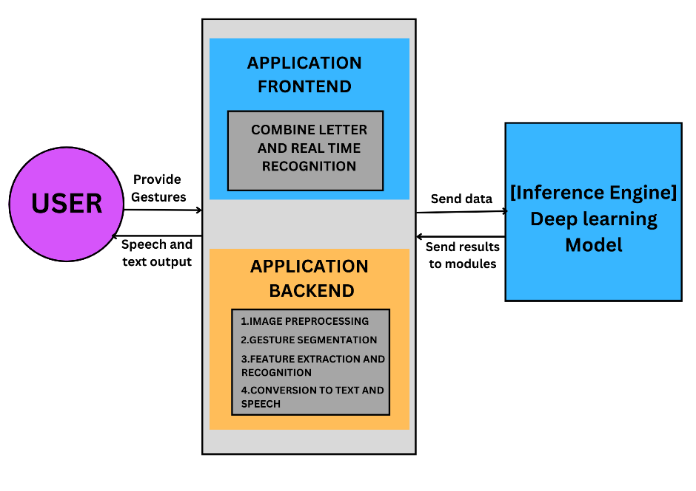 APPLICATION
FRONTEND
COMBINE LETTER
AND REAL TIME
RECOGNITION
USER
Provide
Gestures
Speech and
text output
Send data
Send results
to modules
[Inference Engine]
Deep learning
Model
APPLICATION
BACKEND
1.IMAGE PREPROCESSING
2.GESTURE SEGMENTATION
3.FEATURE EXTRACTION AND
RECOGNITION
4.CONVERSION TO TEXT AND
SPEECH